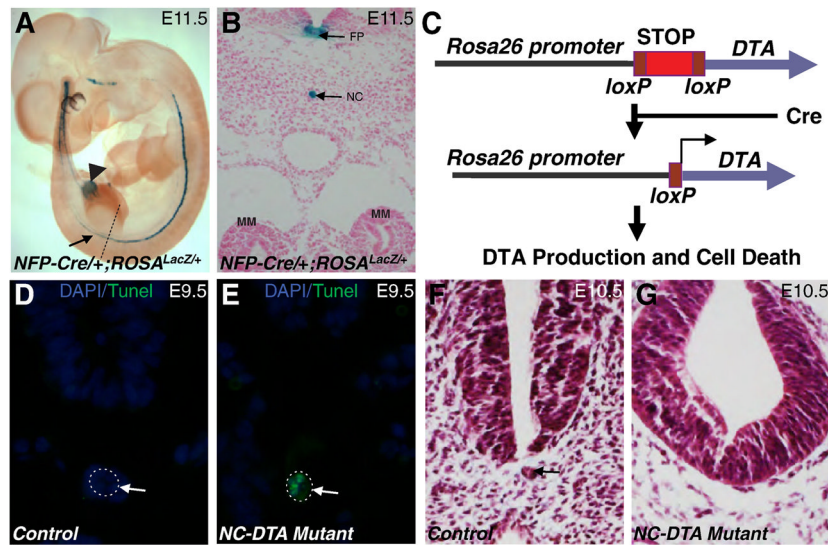 A
E11.5
NFP-Cre/+;ROSA^LacZ/+
B
E11.5
FP
NC
MM
MM
NFP-Cre/+;ROSA^LacZ/+
C
STOP
Rosa26 promoter
DTA
loxP
loxP
Cre
Rosa26 promoter
DTA
loxP
DTA Production and Cell Death
D
DAPI/Tunel
E9.5
Control
E
DAPI/Tunel
E9.5
NC-DTA Mutant
F
E10.5
Control
G
E10.5
NC-DTA Mutant